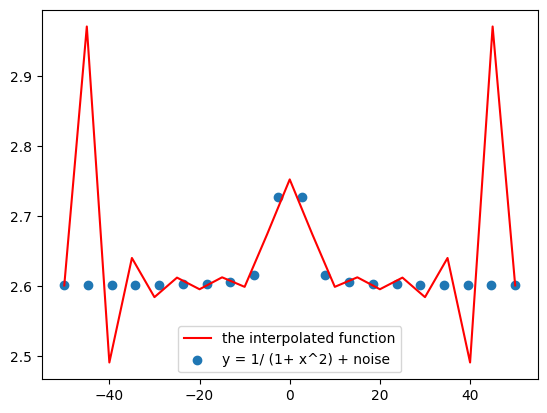 2.9
2.8
2.7
2.6
2.5
the interpolated function
y = 1/ (1+ x^2) + noise
−40 −20 0 20 40